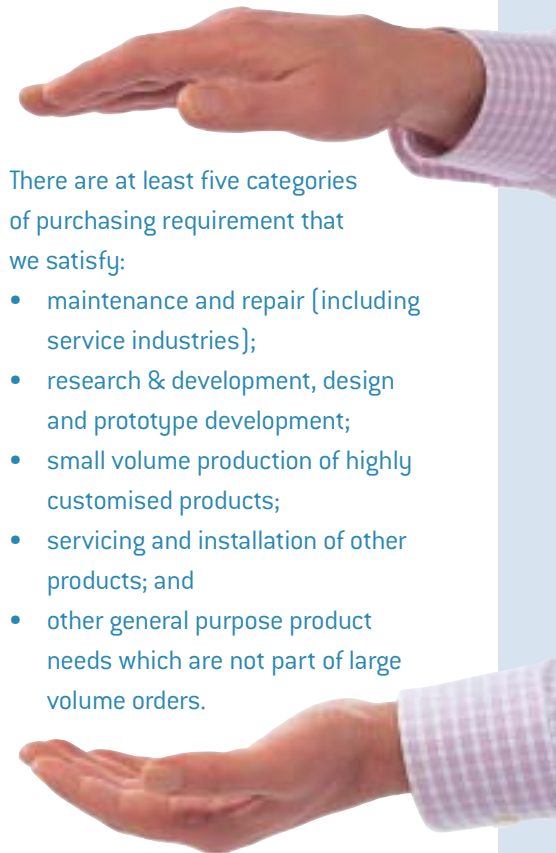 There are at least five categories
of purchasing requirement that
we satisfy:
• maintenance and repair (including
service industries);
• research & development, design
and prototype development;
• small volume production of highly
customised products;
• servicing and installation of other
products; and
• other general purpose product
needs which are not part of large
volume orders.